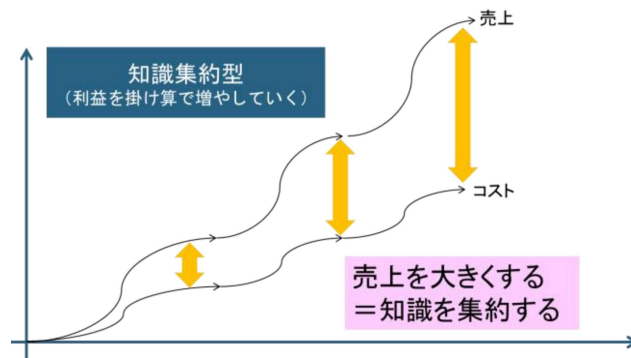 売上
知識集約型
（利益を掛け算で増やしていく）
コスト
売上を大きくする
＝知識を集約する